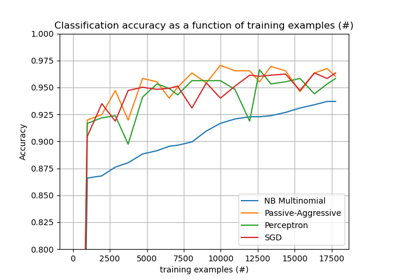 Classification accuracy as a function of training examples (#)
1.000
0.975
0.950
0.925
0.900
0.875
0.850
0.825
0.800
Accuracy
NB Multinomial
Passive-Aggressive
Perceptron
SGD
0 2500 5000 7500 10000 12500 15000 17500
training examples (#)